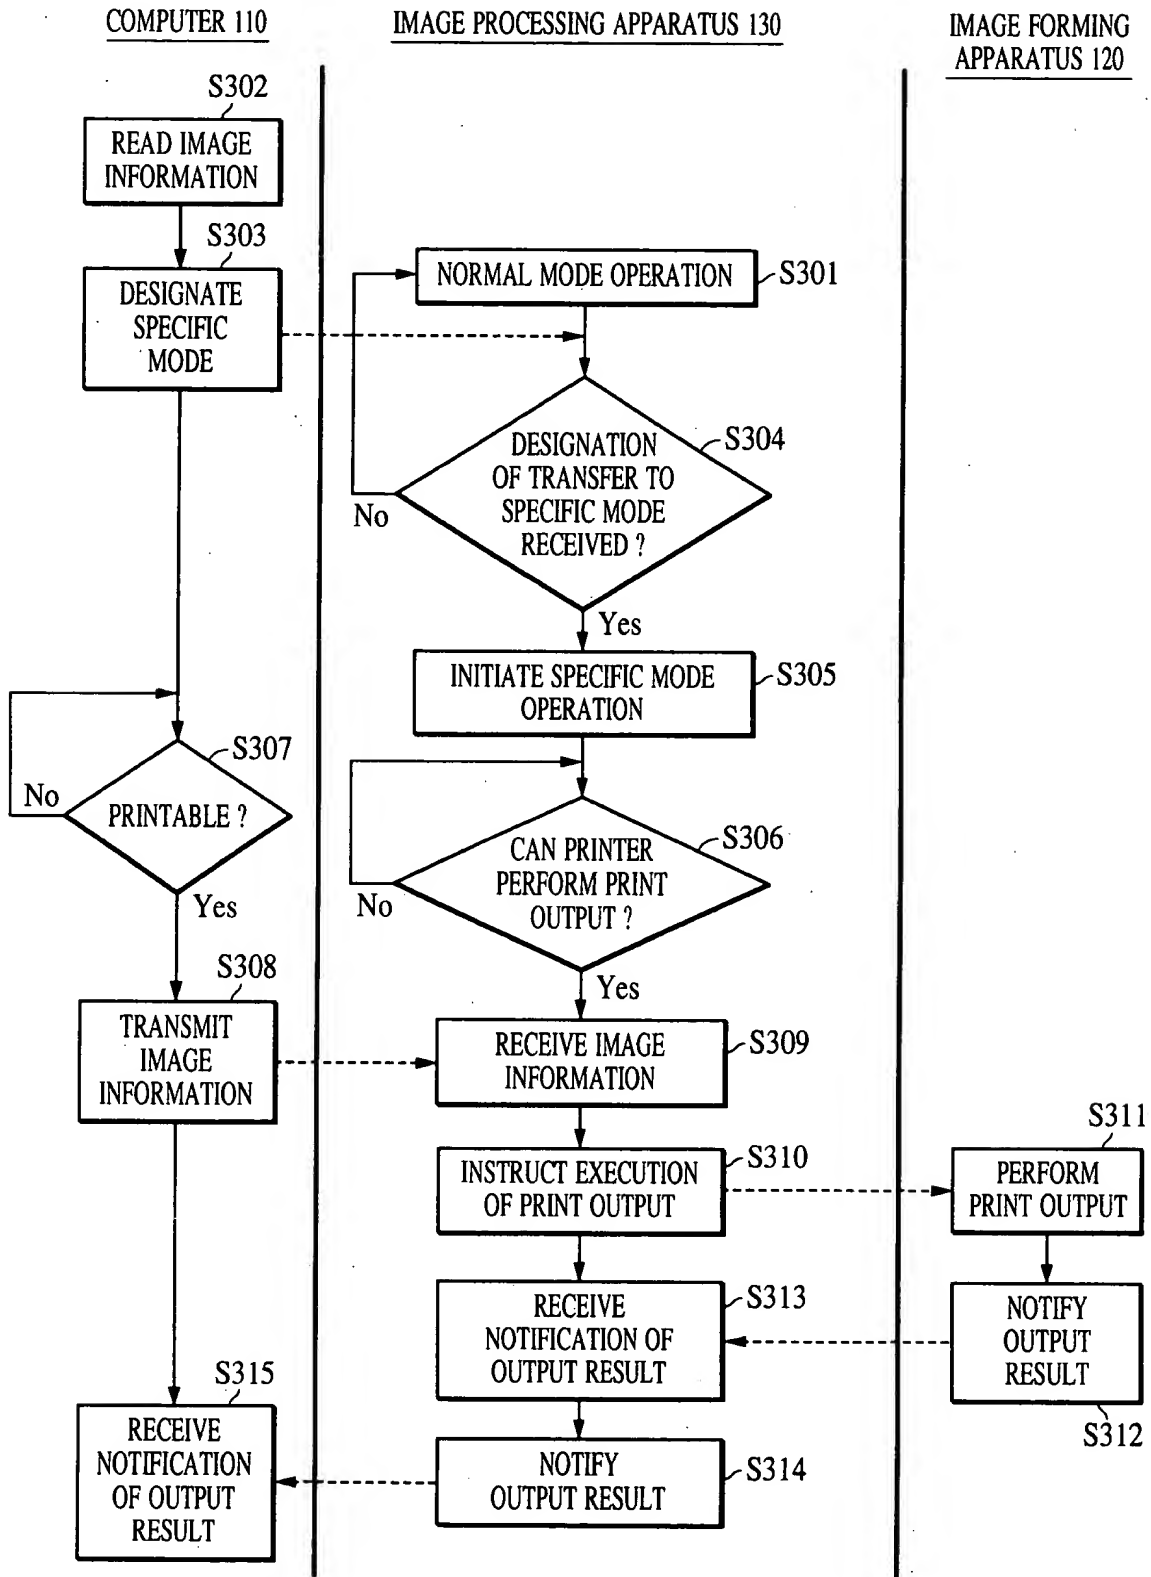 COMPUTER 110
IMAGE PROCESSING APPARATUS 130
IMAGE FORMING
APPARATUS 120
S302
READ IMAGE
INFORMATION
S303
DESIGNATE
SPECIFIC
MODE
NORMAL MODE OPERATION
S301
DESIGNATION
OF TRANSFER TO
SPECIFIC MODE
RECEIVED ?
S304
No
Yes
INITIATE SPECIFIC MODE
OPERATION
S305
S307
PRINTABLE ?
No
Yes
CAN PRINTER
PERFORM PRINT
OUTPUT ?
S306
No
Yes
S308
TRANSMIT
IMAGE
INFORMATION
RECEIVE IMAGE
INFORMATION
S309
INSTRUCT EXECUTION
OF PRINT OUTPUT
S310
S311
PERFORM
PRINT OUTPUT
RECEIVE
NOTIFICATION OF
OUTPUT RESULT
S313
NOTIFY
OUTPUT
RESULT
S312
S315
RECEIVE
NOTIFICATION
OF OUTPUT
RESULT
NOTIFY
OUTPUT RESULT
S314